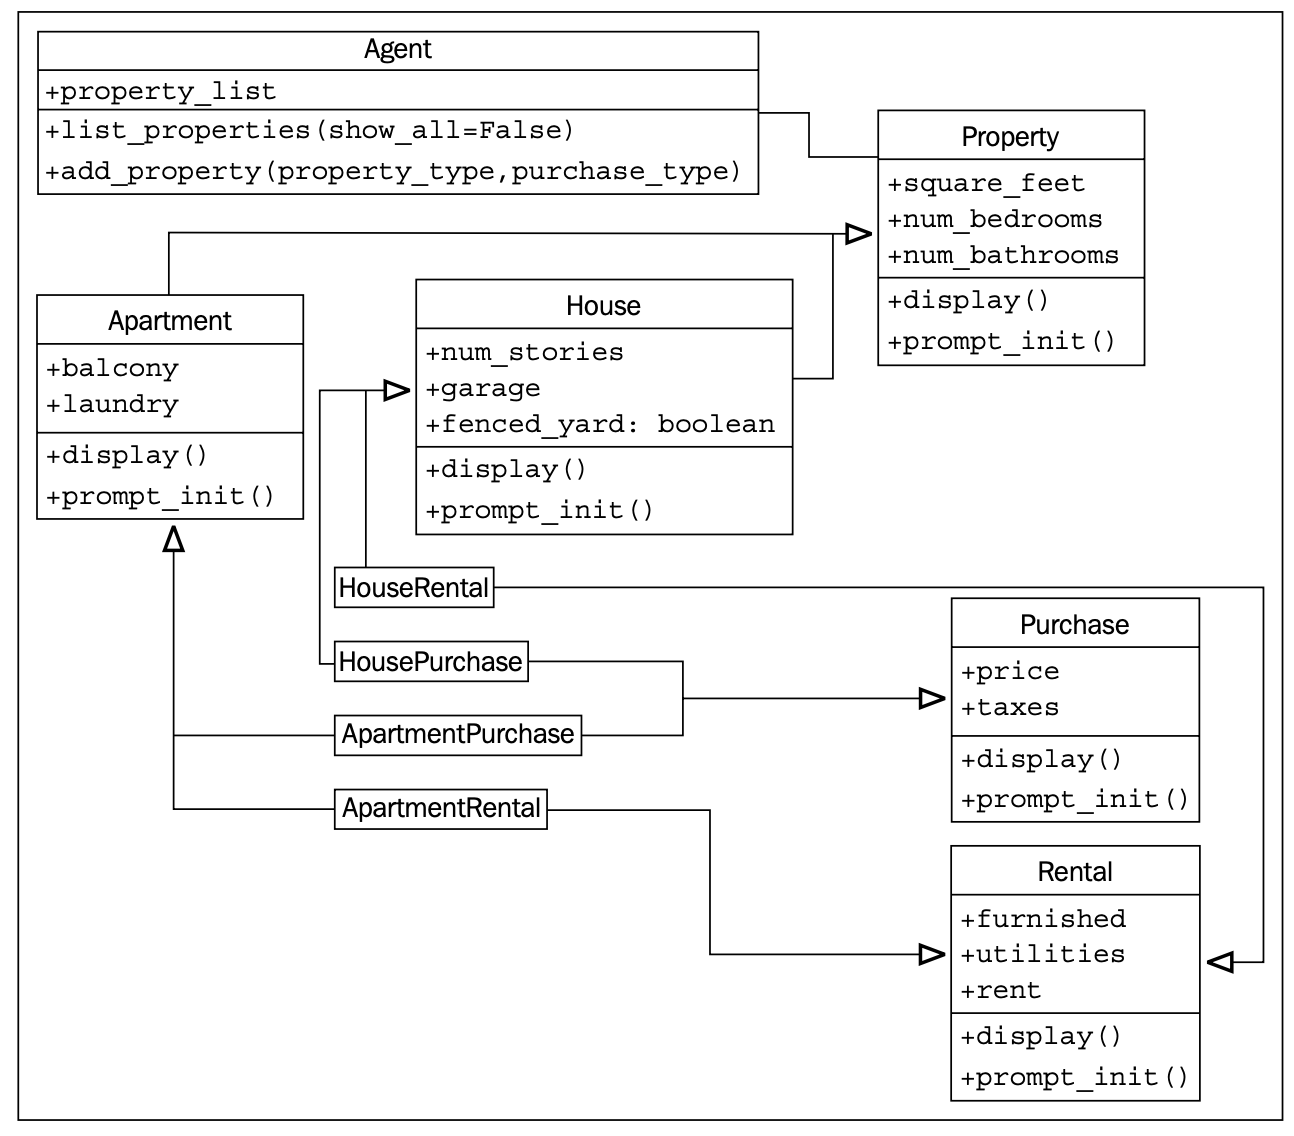 Agent
+property_list
+list_properties(show_all=False)
+add_property(property_type,purchase_type)
Property
+square_feet
+num_bedrooms
+num_bathrooms
+display()
+prompt_init()
Apartment
+balcony
+laundry
+display()
+prompt_init()
House
+num_stories
+garage
+fenced_yard: boolean
+display()
+prompt_init()
HouseRental
HousePurchase
ApartmentPurchase
ApartmentRental
Purchase
+price
+taxes
+display()
+prompt_init()
Rental
+furnished
+utilities
+rent
+display()
+prompt_init()